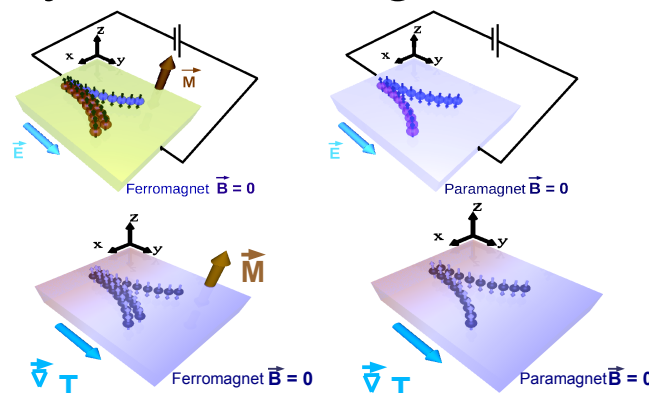 z
x y
M
E
Ferromagnet B = 0
z
x y
E
Paramagnet B = 0
z
x y
M
∇ T
Ferromagnet B = 0
z
x y
∇ T
Paramagnet B = 0